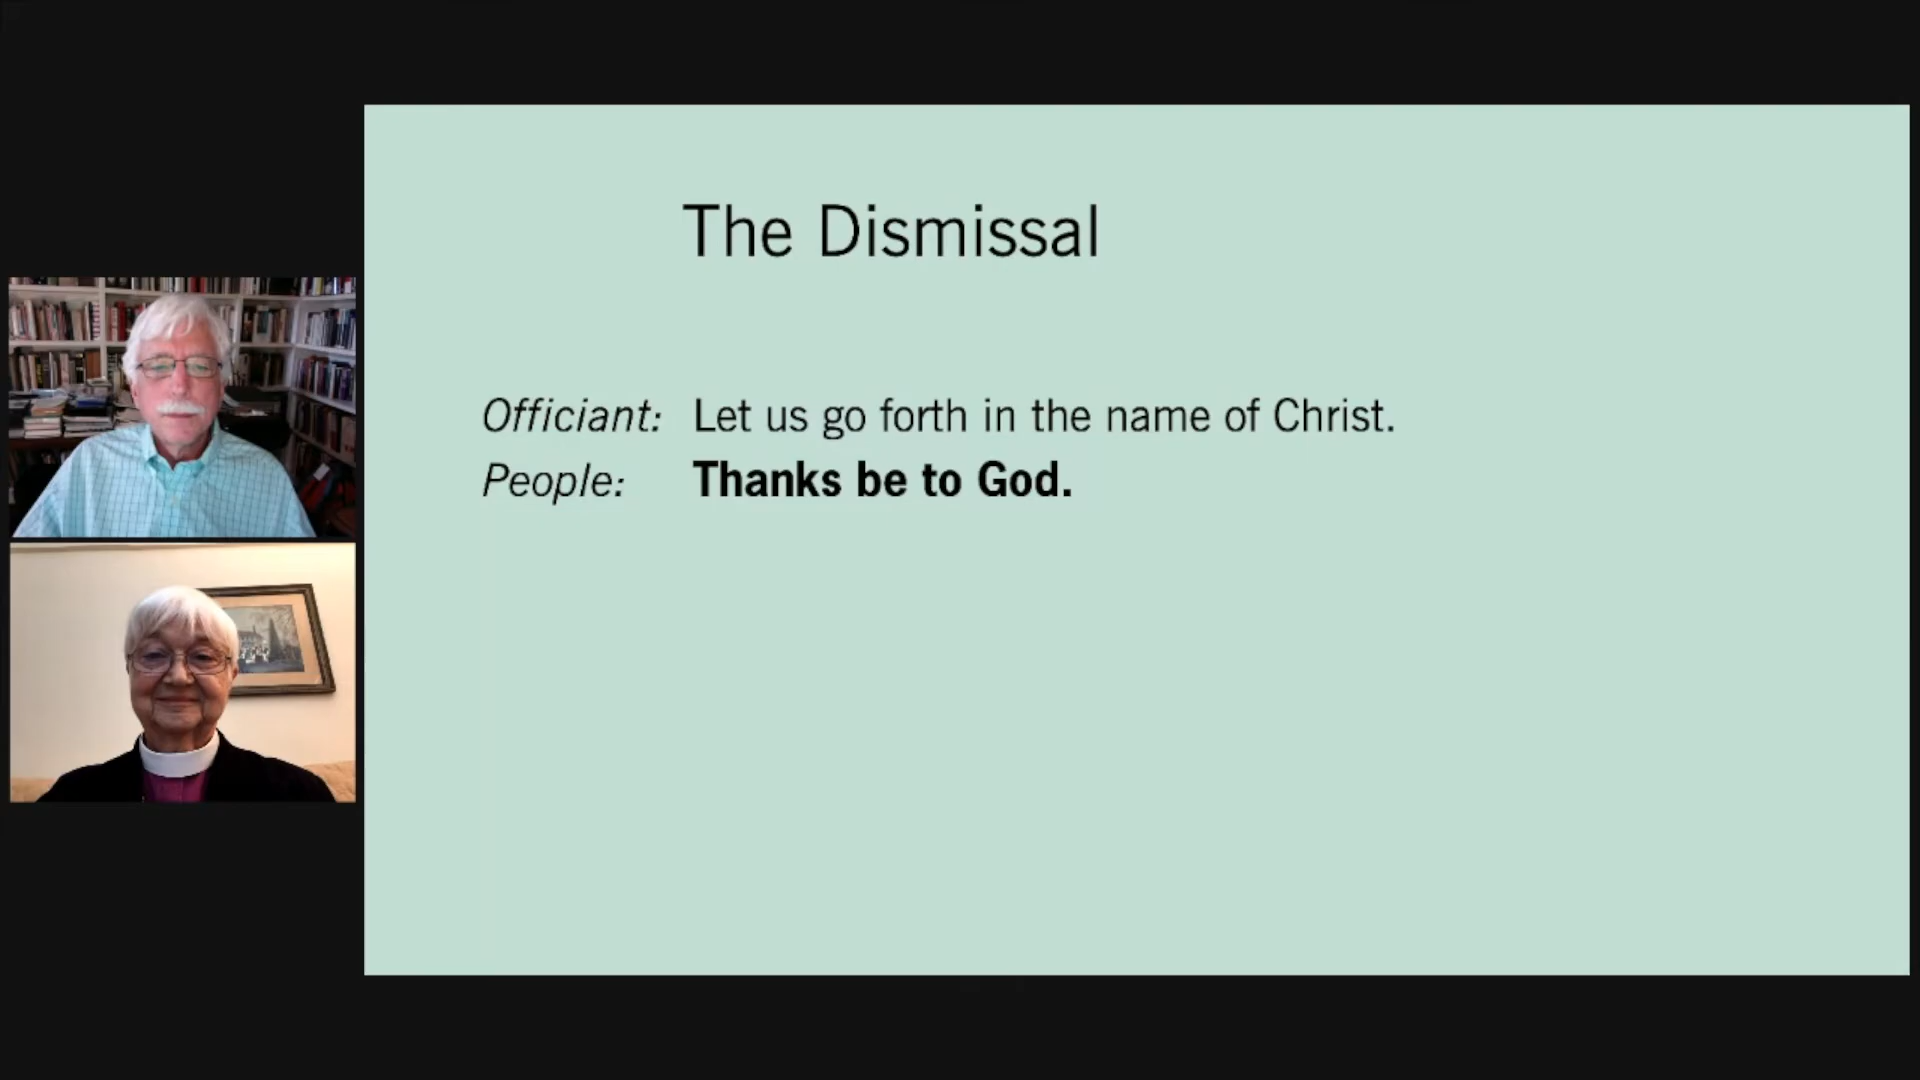 The Dismissal
Officiant: Let us go forth in the name of Christ.
People: Thanks be to God.